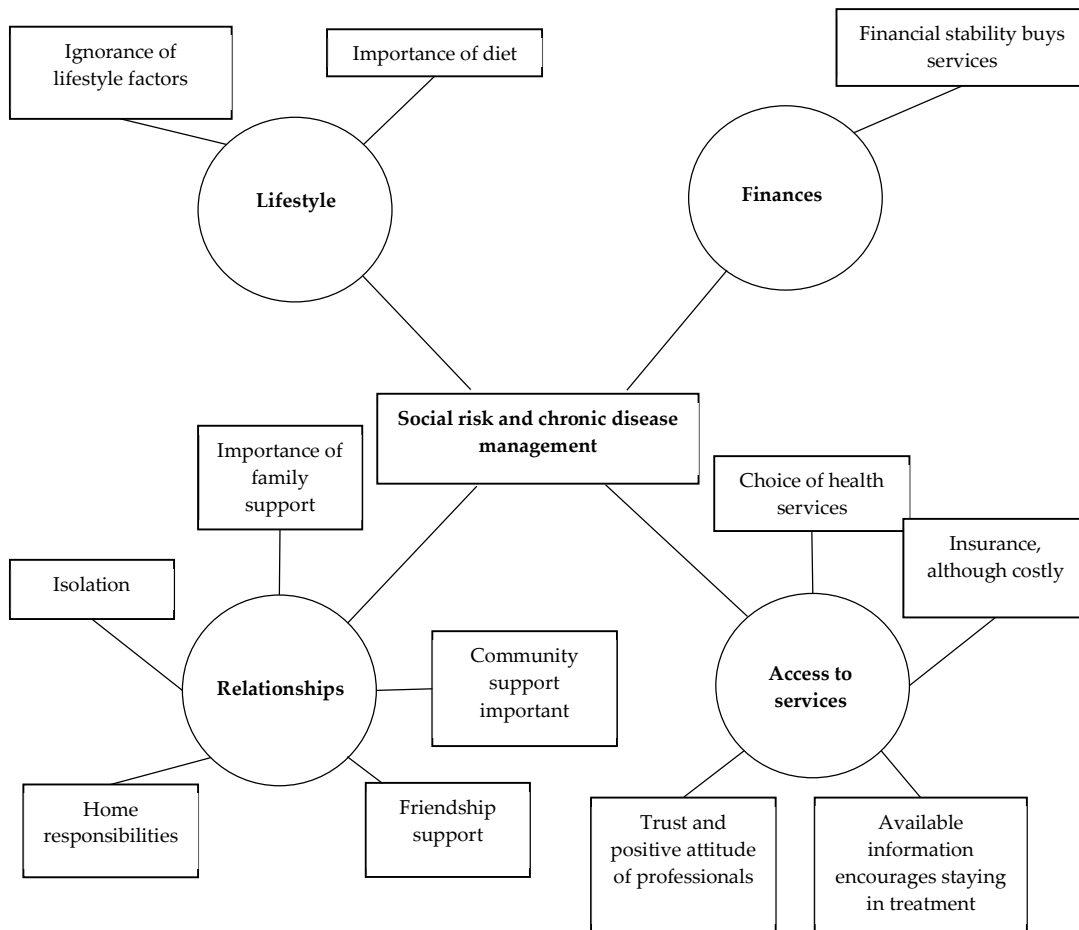 Ignorance of
lifestyle factors
Importance of diet
Financial stability buys
services
Lifestyle
Finances
Social risk and chronic disease
management
Importance of
family
support
Choice of health
services
Insurance,
although costly
Isolation
Community
support
important
Relationships
Access to
services
Home
responsibilities
Friendship
support
Trust and
positive attitude
of professionals
Available
information
encourages staying
in treatment